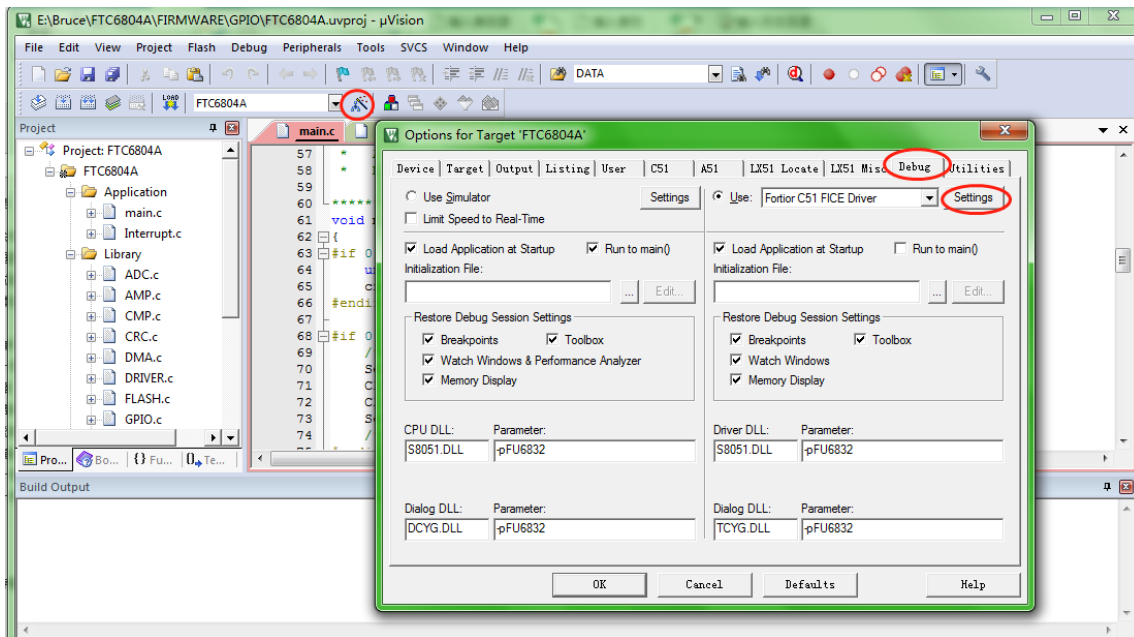 E:\Bruce\FTC6804A\FIRMWARE\GPIO\FTC6804A.uvproj - µVision
File Edit View Project Flash Debug Peripherals Tools SVCS Window Help
DATA
LOAD FTC6804A
Project
main.c
Project: FTC6804A
FTC6804A
Application
main.c
Interrupt.c
Library
ADC.c
AMP.c
CMP.c
CRC.c
DMA.c
DRIVER.c
FLASH.c
GPIO.c
Pro... Bo... {} Fu... Te...
57 *
58 *
59
60 *****
61 void
62 {
63 #if 0
64
65
66 #endi
67
68 #if 0
69 /
70 S
71 C
72 C
73 S
74 /
Options for Target 'FTC6804A'
Device Target Output Listing User C51 A51 LX51 Locate LX51 Misc Debug Utilities
Use Simulator Settings
Limit Speed to Real-Time
Load Application at Startup Run to main()
Initialization File:
... Edit...
Restore Debug Session Settings
Breakpoints Toolbox
Watch Windows & Performance Analyzer
Memory Display
CPU DLL: Parameter:
S8051.DLL -pFU6832
Dialog DLL: Parameter:
DCYG.DLL -pFU6832
Use: Fortior C51 FICE Driver Settings
Load Application at Startup Run to main()
Initialization File:
... Edit...
Restore Debug Session Settings
Breakpoints Toolbox
Watch Windows
Memory Display
Driver DLL: Parameter:
S8051.DLL -pFU6832
Dialog DLL: Parameter:
TCYG.DLL -pFU6832
OK Cancel Defaults Help
Build Output